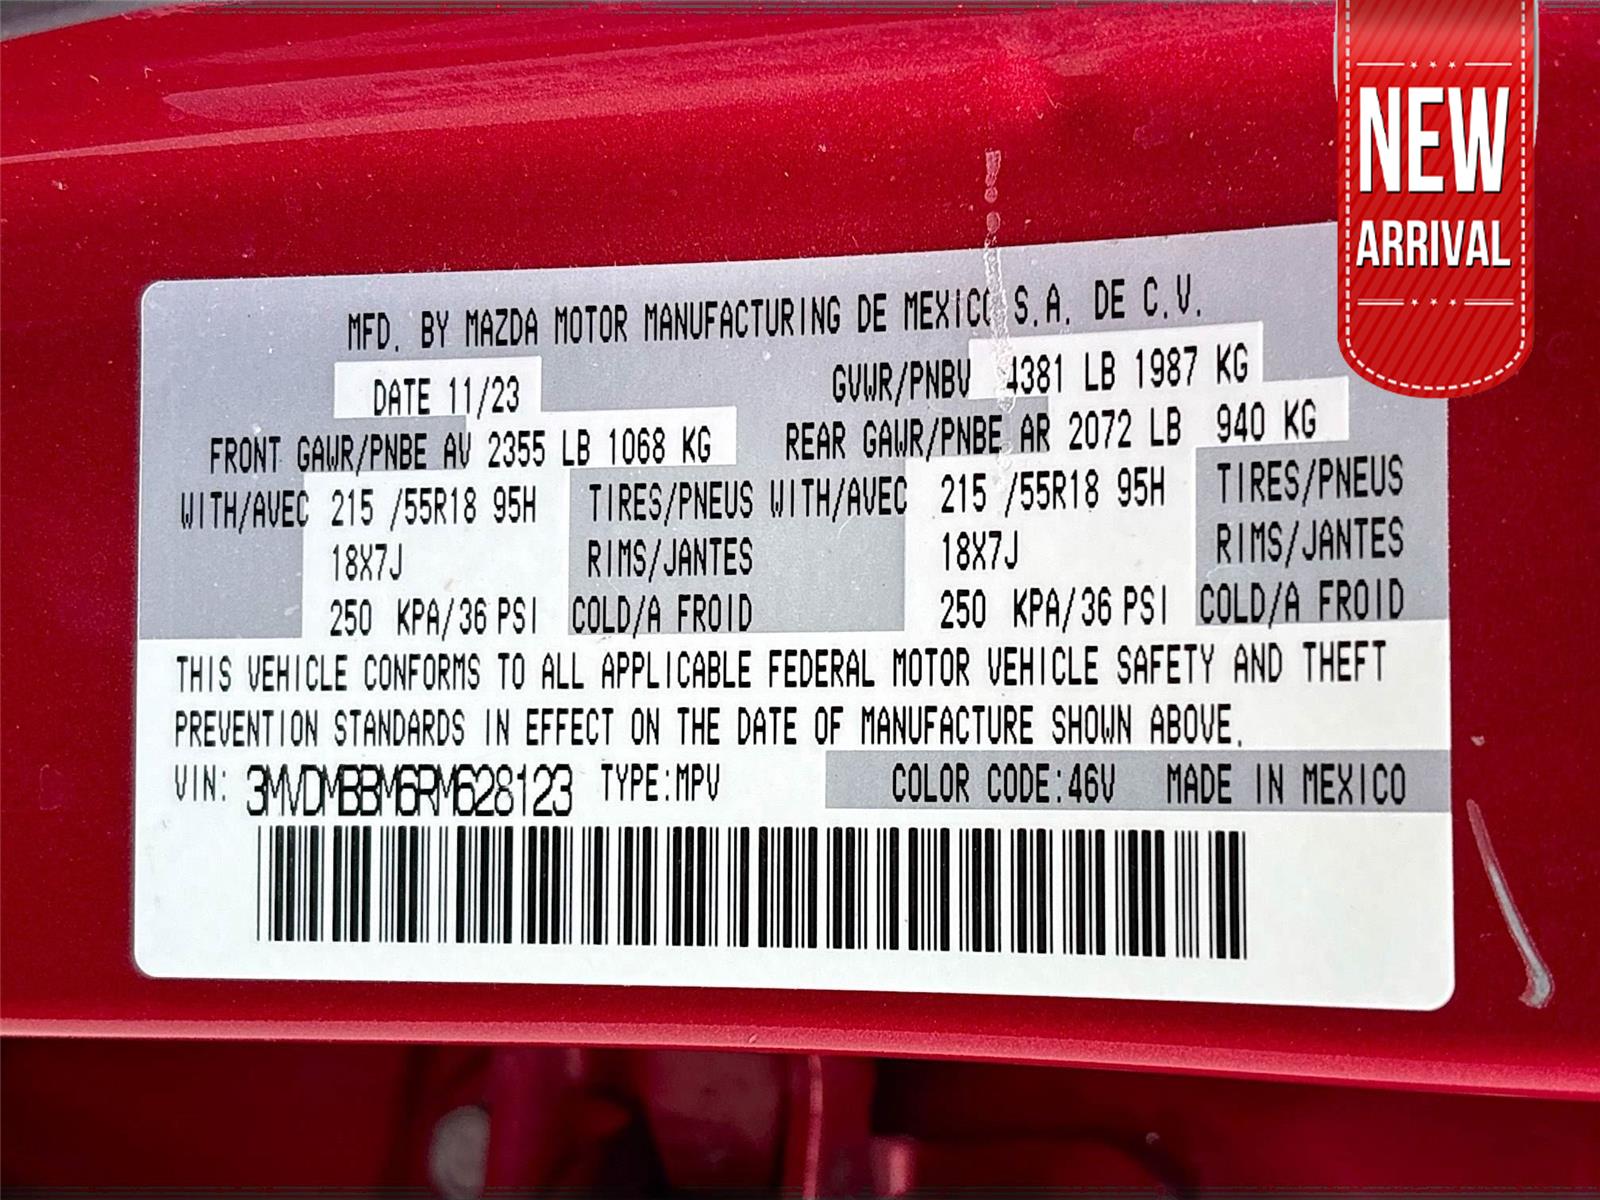 NEW
ARRIVAL
MFD. BY MAZDA MOTOR MANUFACTURING DE MEXICO S.A. DE C.V.
DATE 11/23 GVWR/PNBV 4381 LB 1987 KG
FRONT GAWR/PNBE AV 2355 LB 1068 KG REAR GAWR/PNBE AR 2072 LB 940 KG
WITH/AVEC 215 /55R18 95H TIRES/PNEUS WITH/AVEC 215 /55R18 95H TIRES/PNEUS
18X7J RIMS/JANTES 18X7J RIMS/JANTES
250 KPA/36 PSI COLD/A FROID 250 KPA/36 PSI COLD/A FROID
THIS VEHICLE CONFORMS TO ALL APPLICABLE FEDERAL MOTOR VEHICLE SAFETY AND THEFT
PREVENTION STANDARDS IN EFFECT ON THE DATE OF MANUFACTURE SHOWN ABOVE.
VIN: 3MVDMBBM6RM628123 TYPE:MPV COLOR CODE:46V MADE IN MEXICO